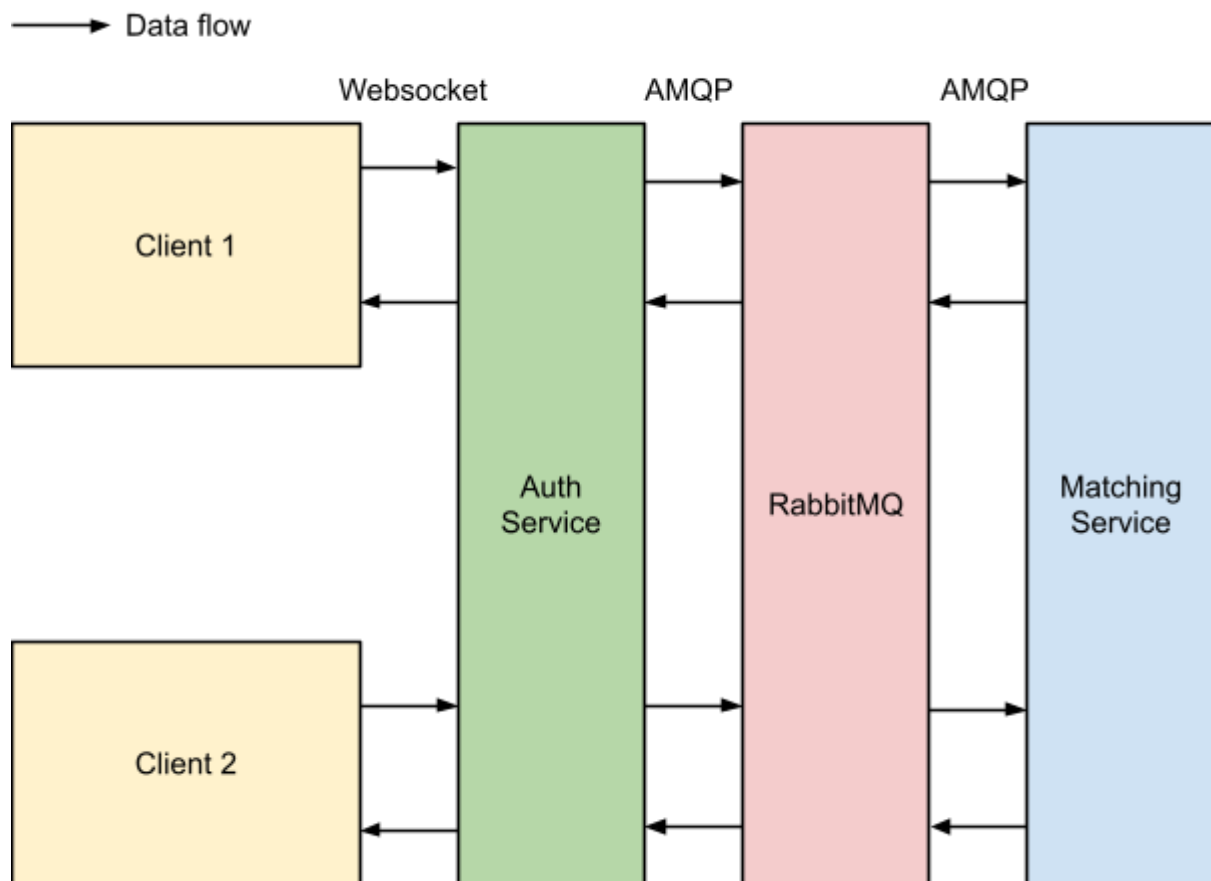 Data flow
Websocket
AMQP
AMQP
Client 1
Auth
Service
RabbitMQ
Matching
Service
Client 2